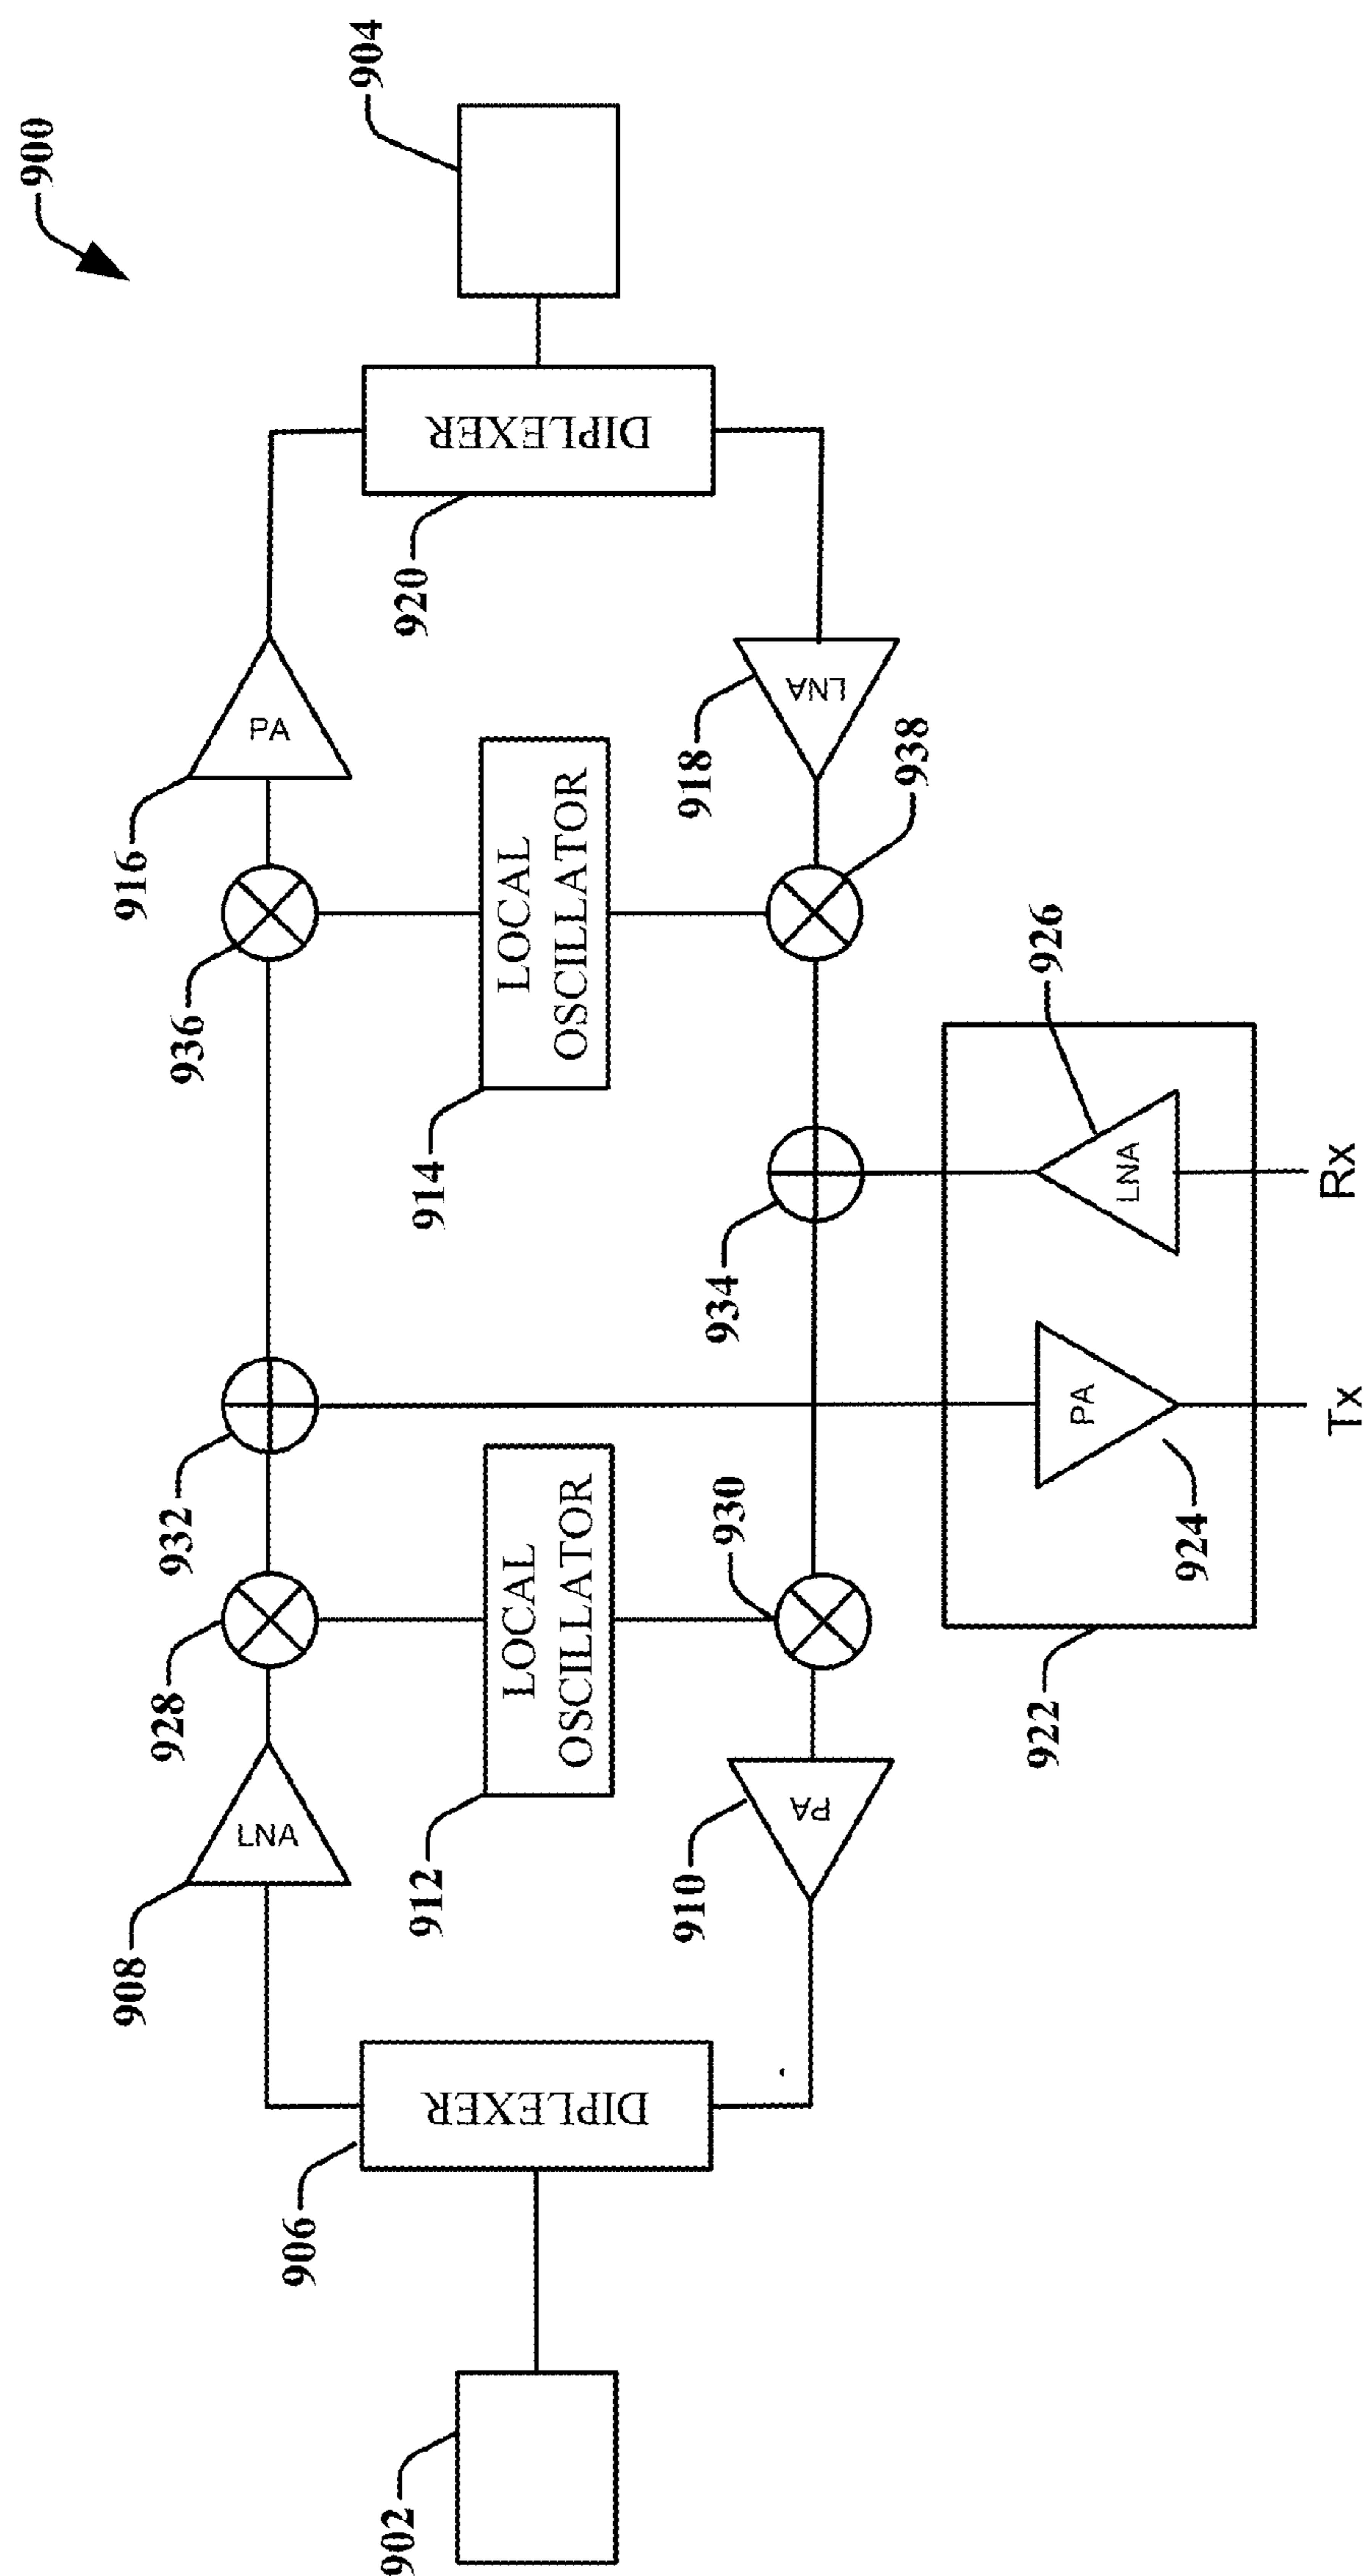 900
904
DIPLEXER
920
PA
916
LNA
918
938
936
LOCAL
OSCILLATOR
914
926
LNA
Rx
934
922
PA
924
Tx
932
930
LOCAL
OSCILLATOR
912
928
LNA
908
PA
910
DIPLEXER
906
902